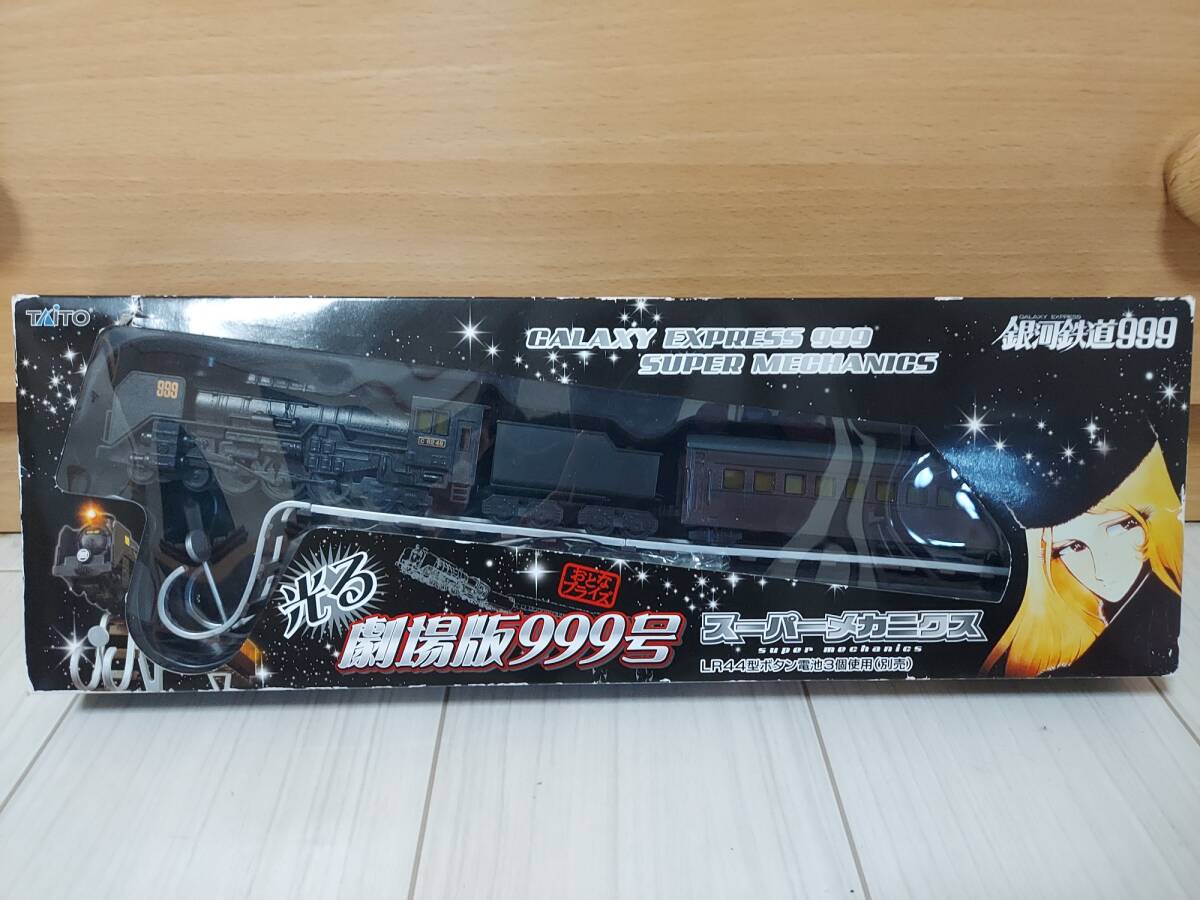 TAITO
GALAXY EXPRESS 999
SUPER MECHANICS
GALAXY EXPRESS
銀河鉄道999
999
C 62 48
光る
おとな
プライズ
劇場版999号
スーパーメカニクス
super mechanics
LR44型ボタン電池3個使用(別売)